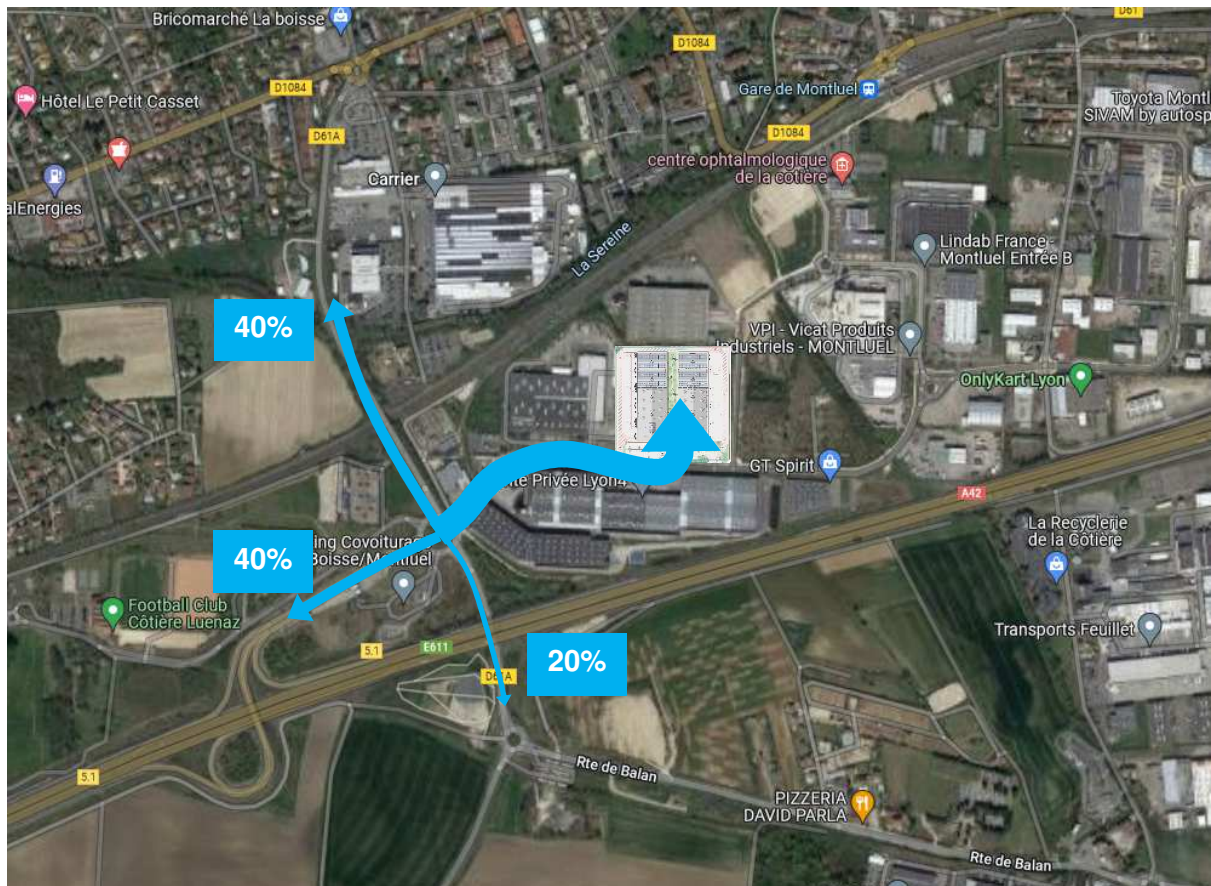 Bricomarché La boisse
D61
D1084
Gare de Montluel
D1084
Hôtel Le Petit Casset
Toyota Montl
SIVAM by autosp
D61A
D1084
centre ophtalmologique
de la côtière
Carrier
alEnergies
La Sereine
Lindab France -
Montluel Entrée B
40%
VPI - Vicat Produits
Industriels - MONTLUEL
OnlyKart Lyon
GT Spirit
te Privée Lyon4
A42
La Recyclerie
de la Côtière
40%
ing Covoiturag
Boisse/Montluel
Football Club
Côtière Luenaz
Transports Feuillet
E611
5.1
20%
D61A
5.1
Rte de Balan
PIZZERIA
DAVID PARLA
Rte de Balan